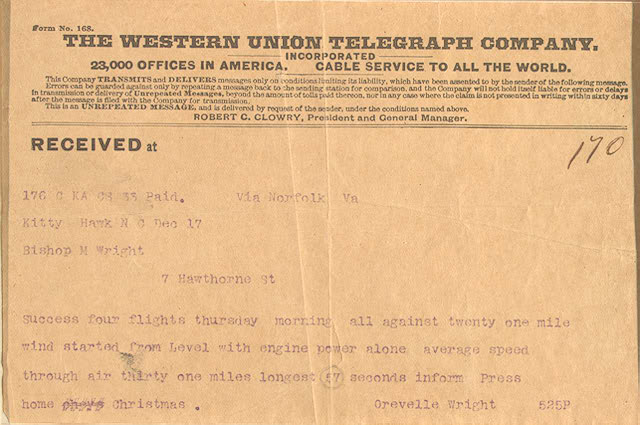 Form No. 168.
THE WESTERN UNION TELEGRAPH COMPANY.
INCORPORATED
23,000 OFFICES IN AMERICA. CABLE SERVICE TO ALL THE WORLD.
This Company TRANSMITS and DELIVERS messages only on conditions limiting its liability, which have been assented to by the sender of the following message.
Errors can be guarded against only by repeating a message back to the sending station for comparison, and the Company will not hold itself liable for errors or delays
in transmission or delivery of Unrepeated Messages, beyond the amount of tolls paid thereon, nor in any case where the claim is not presented in writing within sixty days
after the message is filed with the Company for transmission.
This is an UNREPEATED MESSAGE, and is delivered by request of the sender, under the conditions named above.
ROBERT C. CLOWRY, President and General Manager.
RECEIVED at
170
176 C KA CS 33 Paid. Via Norfolk Va
Kitty Hawk N C Dec 17
Bishop M Wright
7 Hawthorne St
Success four flights thursday morning all against twenty one mile
wind started from Level with engine power alone average speed
through air thirty one miles longest 57 seconds inform Press
home Christmas .
Orevelle Wright 525P